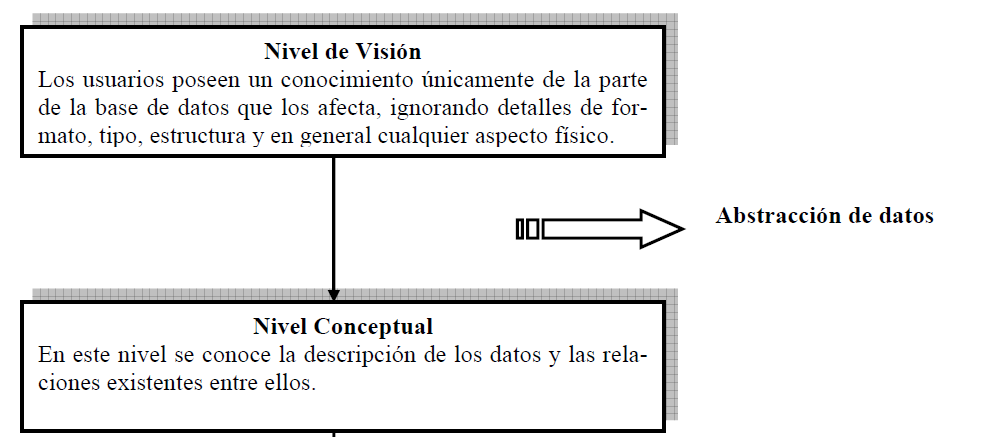 Nivel de Visión
Los usuarios poseen un conocimiento únicamente de la parte
de la base de datos que los afecta, ignorando detalles de for-
mato, tipo, estructura y en general cualquier aspecto físico.
Abstracción de datos
Nivel Conceptual
En este nivel se conoce la descripción de los datos y las rela-
ciones existentes entre ellos.